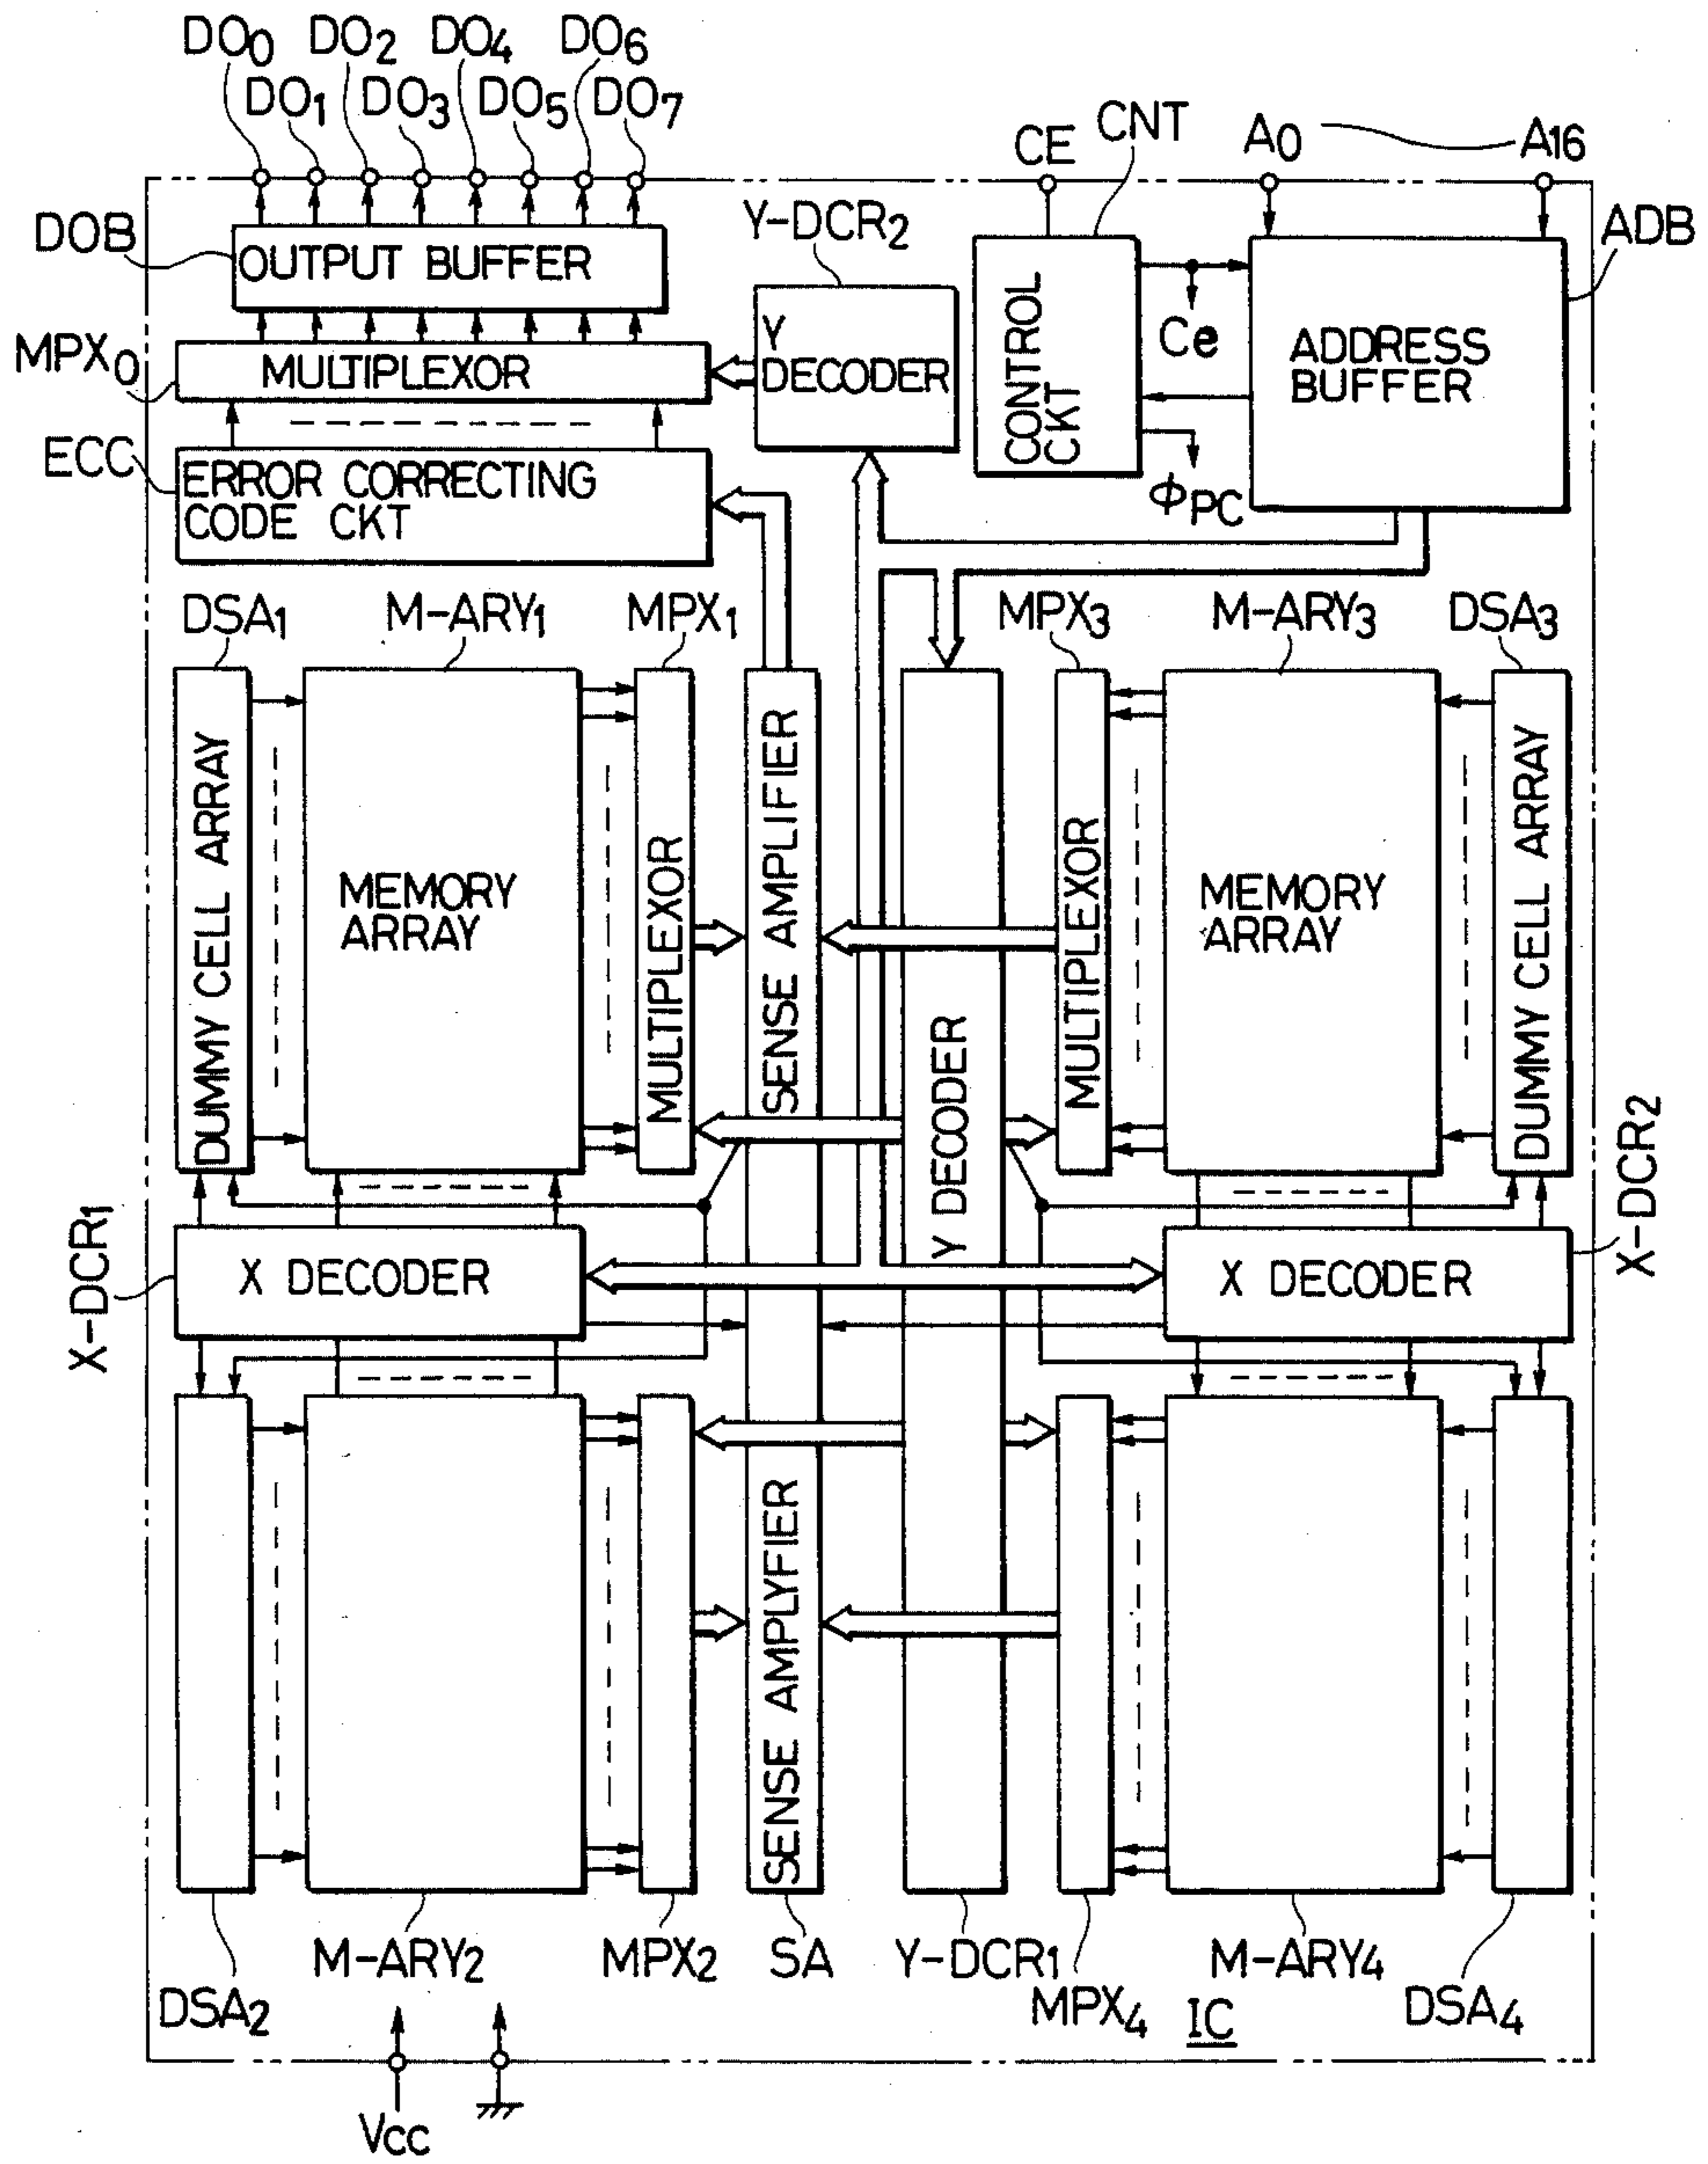 DO0 DO2 DO4 DO6
DO1 DO3 DO5 DO7
CE CNT A0 A16
DOB
OUTPUT BUFFER
Y-DCR2
ADB
MPX0
MULTIPLEXOR
Y
DECODER
CONTROL
CKT
Ce
ADDRESS
BUFFER
ECC
ERROR CORRECTING
CODE CKT
ΦPC
DSA1 M-ARY1 MPX1 MPX3 M-ARY3 DSA3
DUMMY CELL ARRAY
MEMORY
ARRAY
MULTIPLEXOR
SENSE AMPLIFIER
Y DECODER
MULTIPLEXOR
MEMORY
ARRAY
DUMMY CELL ARRAY
X-DCR1
X DECODER
X DECODER
X-DCR2
SENSE AMPLYFIER
DSA2
M-ARY2
MPX2
SA
Y-DCR1
MPX4
M-ARY4
DSA4
IC
Vcc